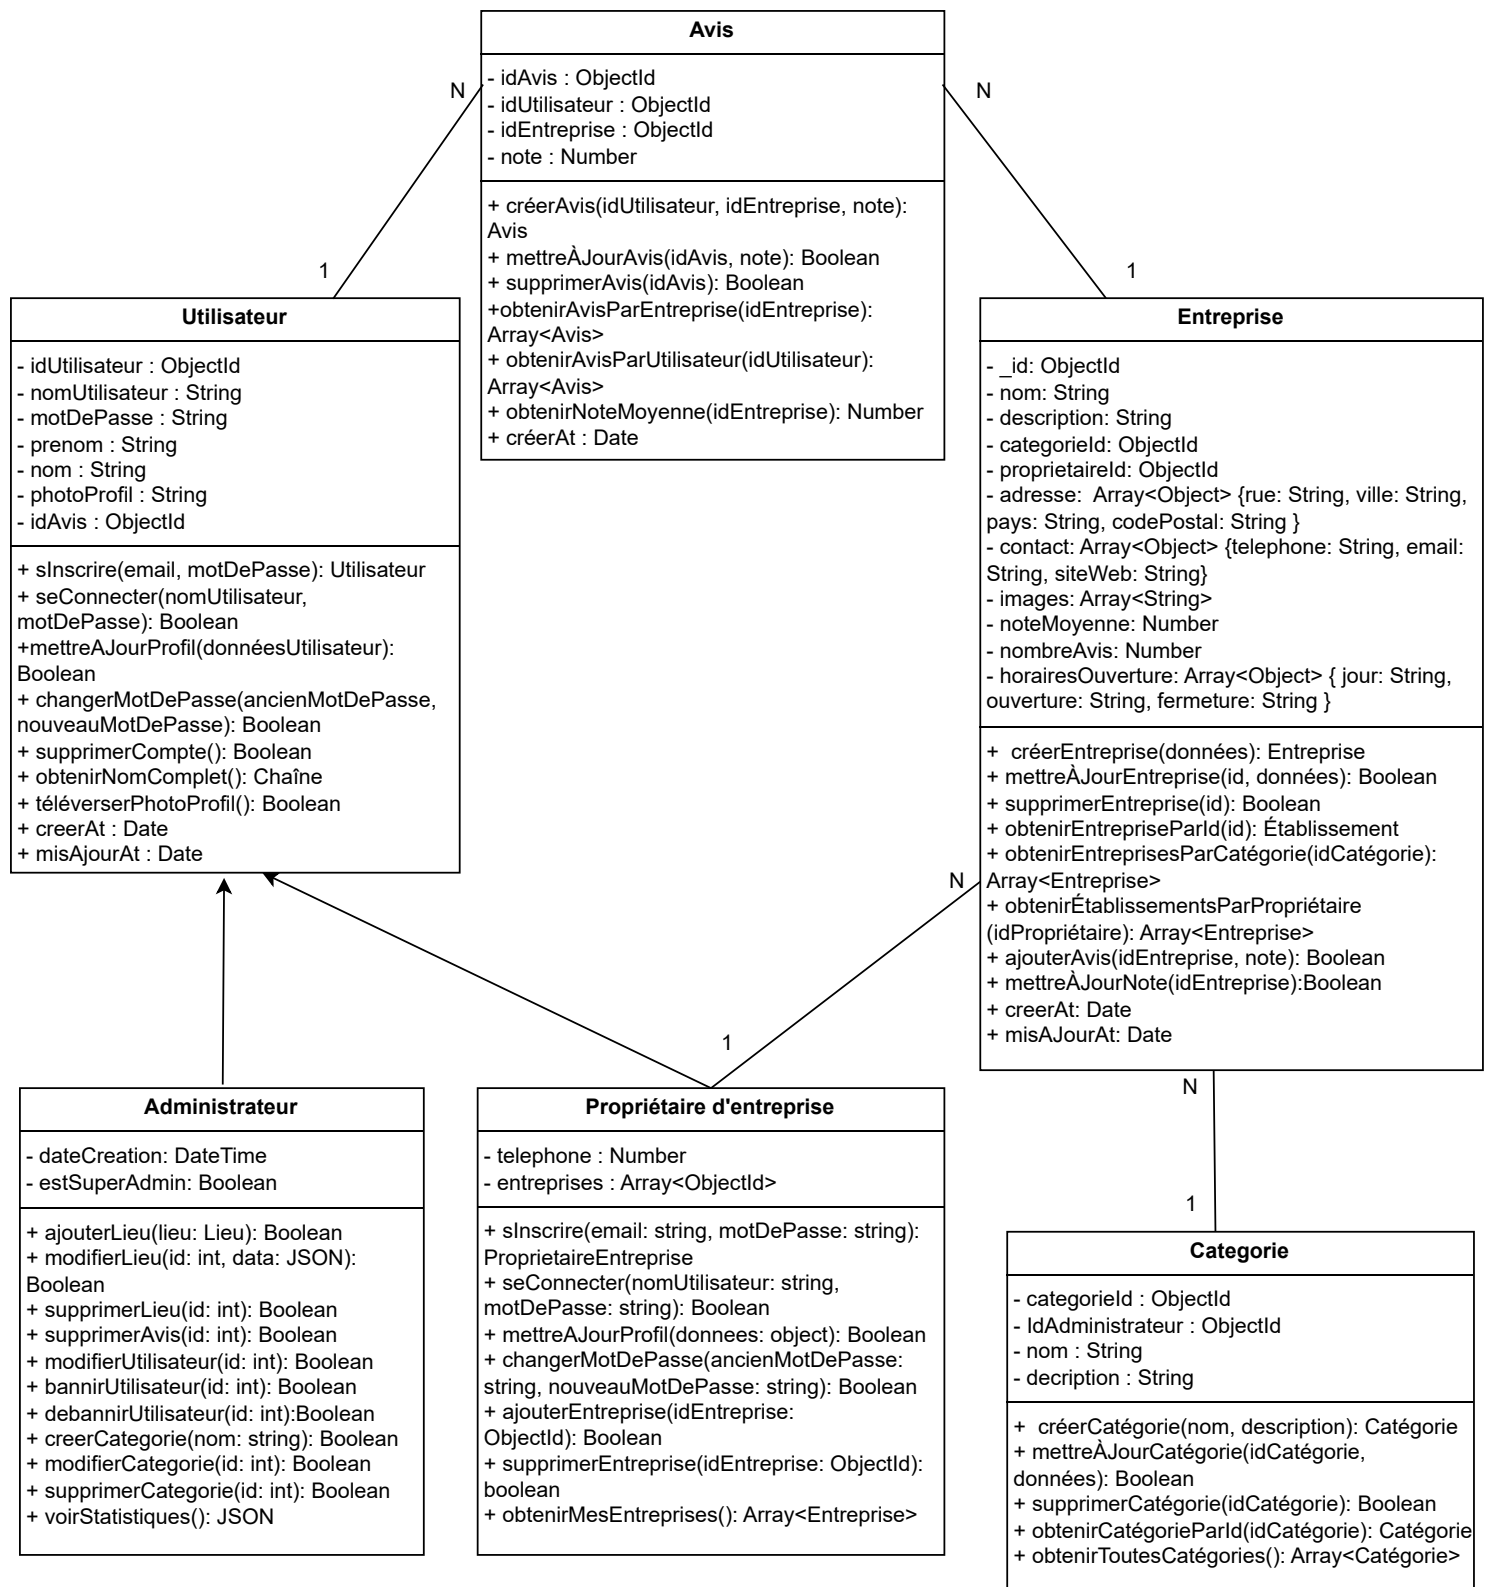 Avis
- idAvis : ObjectId
- idUtilisateur : ObjectId
- idEntreprise : ObjectId
- note : Number
+ créerAvis(idUtilisateur, idEntreprise, note):
Avis
+ mettreÀJourAvis(idAvis, note): Boolean
+ supprimerAvis(idAvis): Boolean
+obtenirAvisParEntreprise(idEntreprise):
Array<Avis>
+ obtenirAvisParUtilisateur(idUtilisateur):
Array<Avis>
+ obtenirNoteMoyenne(idEntreprise): Number
+ créerAt : Date
N
N
1
1
Utilisateur
- idUtilisateur : ObjectId
- nomUtilisateur : String
- motDePasse : String
- prenom : String
- nom : String
- photoProfil : String
- idAvis : ObjectId
+ sInscrire(email, motDePasse): Utilisateur
+ seConnecter(nomUtilisateur,
motDePasse): Boolean
+mettreAJourProfil(donnéesUtilisateur):
Boolean
+ changerMotDePasse(ancienMotDePasse,
nouveauMotDePasse): Boolean
+ supprimerCompte(): Boolean
+ obtenirNomComplet(): Chaîne
+ téléverserPhotoProfil(): Boolean
+ creerAt : Date
+ misAjourAt : Date
Entreprise
- _id: ObjectId
- nom: String
- description: String
- categorieId: ObjectId
- proprietaireId: ObjectId
- adresse:  Array<Object> {rue: String, ville: String,
pays: String, codePostal: String }
- contact: Array<Object> {telephone: String, email:
String, siteWeb: String}
- images: Array<String>
- noteMoyenne: Number
- nombreAvis: Number
- horairesOuverture: Array<Object> { jour: String,
ouverture: String, fermeture: String }
+  créerEntreprise(données): Entreprise
+ mettreÀJourEntreprise(id, données): Boolean
+ supprimerEntreprise(id): Boolean
+ obtenirEntrepriseParId(id): Établissement
+ obtenirEntreprisesParCatégorie(idCatégorie):
Array<Entreprise>
+ obtenirÉtablissementsParPropriétaire
(idPropriétaire): Array<Entreprise>
+ ajouterAvis(idEntreprise, note): Boolean
+ mettreÀJourNote(idEntreprise):Boolean
+ creerAt: Date
+ misAJourAt: Date
N
1
N
1
Administrateur
- dateCreation: DateTime
- estSuperAdmin: Boolean
+ ajouterLieu(lieu: Lieu): Boolean
+ modifierLieu(id: int, data: JSON):
Boolean
+ supprimerLieu(id: int): Boolean
+ supprimerAvis(id: int): Boolean
+ modifierUtilisateur(id: int): Boolean
+ bannirUtilisateur(id: int): Boolean
+ debannirUtilisateur(id: int):Boolean
+ creerCategorie(nom: string): Boolean
+ modifierCategorie(id: int): Boolean
+ supprimerCategorie(id: int): Boolean
+ voirStatistiques(): JSON
Propriétaire d'entreprise
- telephone : Number
- entreprises : Array<ObjectId>
+ sInscrire(email: string, motDePasse: string):
ProprietaireEntreprise
+ seConnecter(nomUtilisateur: string,
motDePasse: string): Boolean
+ mettreAJourProfil(donnees: object): Boolean
+ changerMotDePasse(ancienMotDePasse:
string, nouveauMotDePasse: string): Boolean
+ ajouterEntreprise(idEntreprise:
ObjectId): Boolean
+ supprimerEntreprise(idEntreprise: ObjectId):
boolean
+ obtenirMesEntreprises(): Array<Entreprise>
Categorie
- categorieId : ObjectId
- IdAdministrateur : ObjectId
- nom : String
- decription : String
+  créerCatégorie(nom, description): Catégorie
+ mettreÀJourCatégorie(idCatégorie,
données): Boolean
+ supprimerCatégorie(idCatégorie): Boolean
+ obtenirCatégorieParId(idCatégorie): Catégorie
+ obtenirToutesCatégories(): Array<Catégorie>